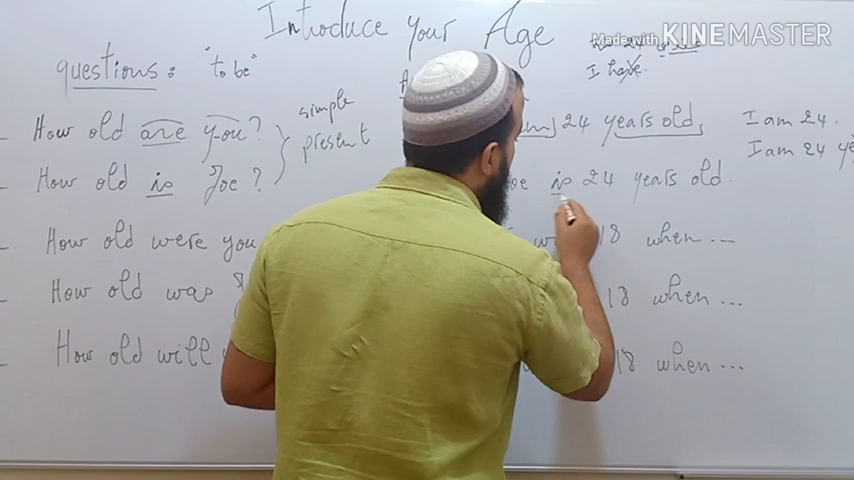 Introduce your Age
Made with KINEMASTER
questions: "to be"
I have.
How old are you?
simple present
24 years old,
I am 24.
I am 24
How old is Joe?
is 24 years old.
How old were you
18 when ...
How old was
18 when ...
How old will
18 when ...